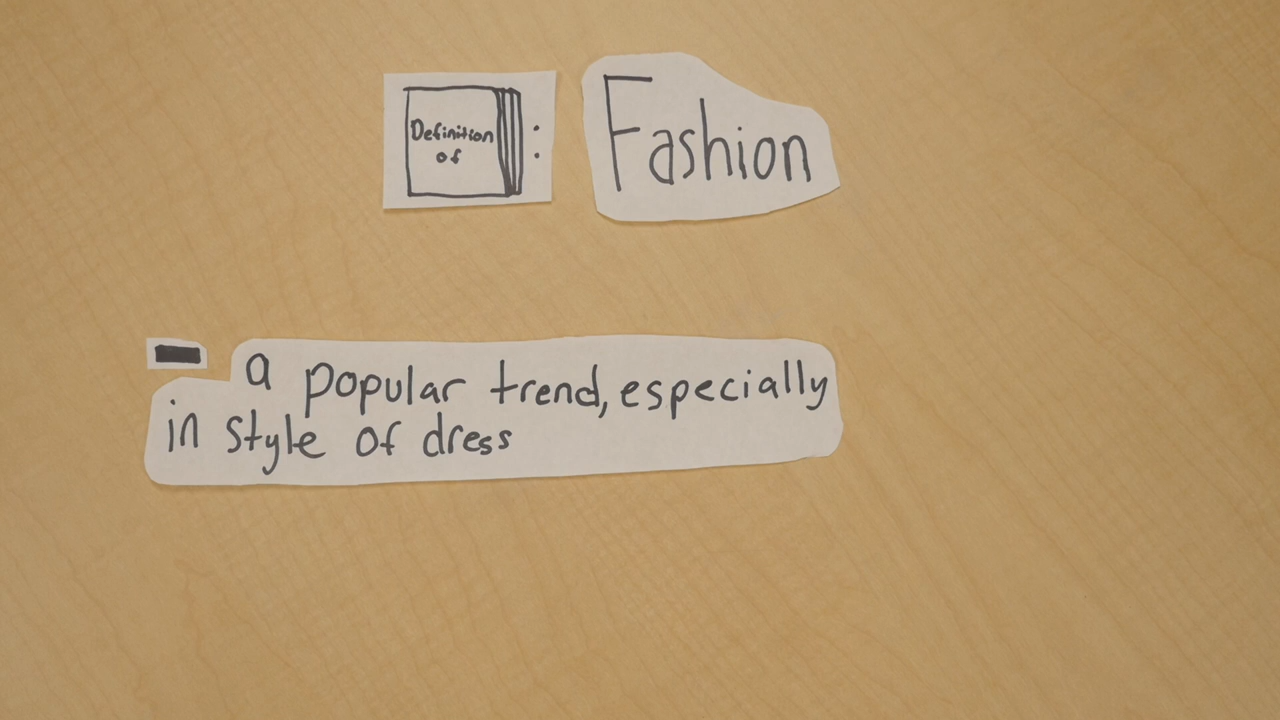 Definition
of
:
Fashion
- a popular trend, especially
in style of dress